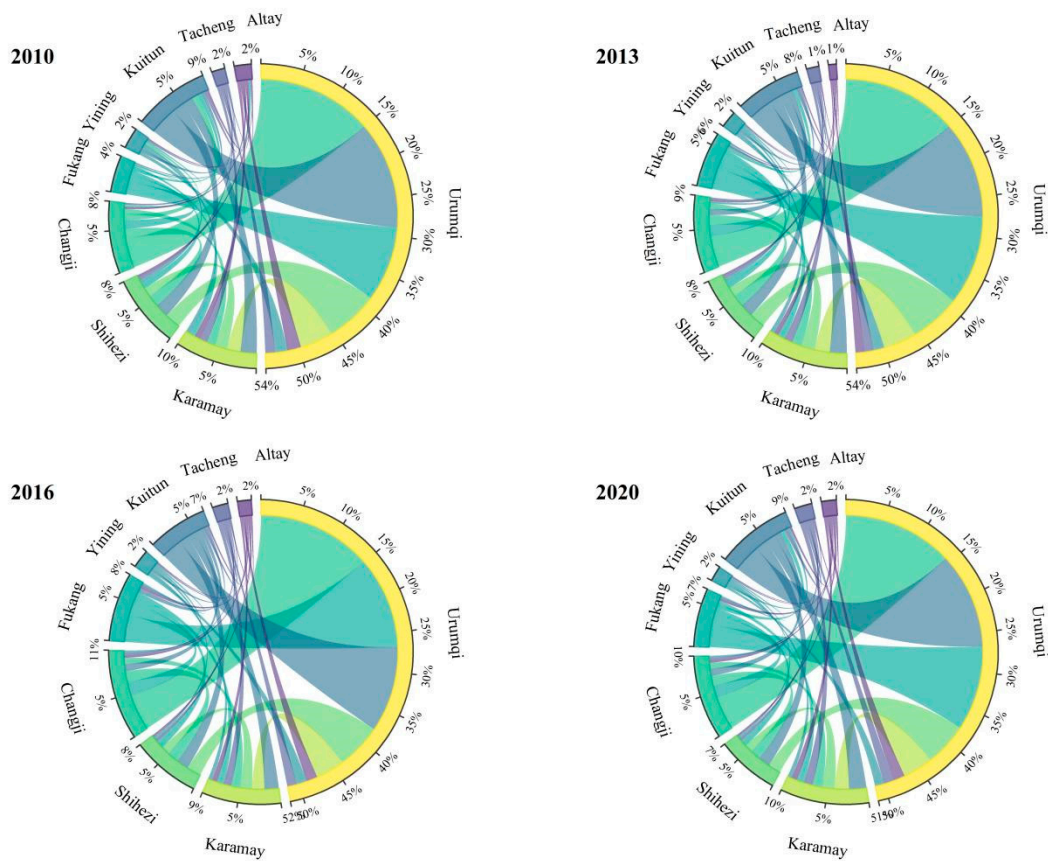 2010
Urumqi
5%
10%
15%
20%
25%
30%
35%
40%
45%
50%
54%
Karamay
5%
10%
Shihezi
5%
8%
Changji
5%
8%
Fukang
4%
Yining
2%
Kuitun
5%
9%
Tacheng
2%
Altay
2%
2013
Urumqi
5%
10%
15%
20%
25%
30%
35%
40%
45%
50%
54%
Karamay
5%
10%
Shihezi
5%
8%
Changji
5%
9%
Fukang
5%
6%
Yining
2%
Kuitun
5%
8%
Tacheng
1%
Altay
1%
2016
Urumqi
5%
10%
15%
20%
25%
30%
35%
40%
45%
50%
52%
Karamay
5%
9%
Shihezi
5%
8%
Changji
5%
11%
Fukang
5%
8%
Yining
2%
Kuitun
5%
7%
Tacheng
2%
Altay
2%
2020
Urumqi
5%
10%
15%
20%
25%
30%
35%
40%
45%
50%
51%
Karamay
5%
10%
Shihezi
5%
7%
Changji
5%
10%
Fukang
5%
7%
Yining
2%
Kuitun
5%
9%
Tacheng
2%
Altay
2%